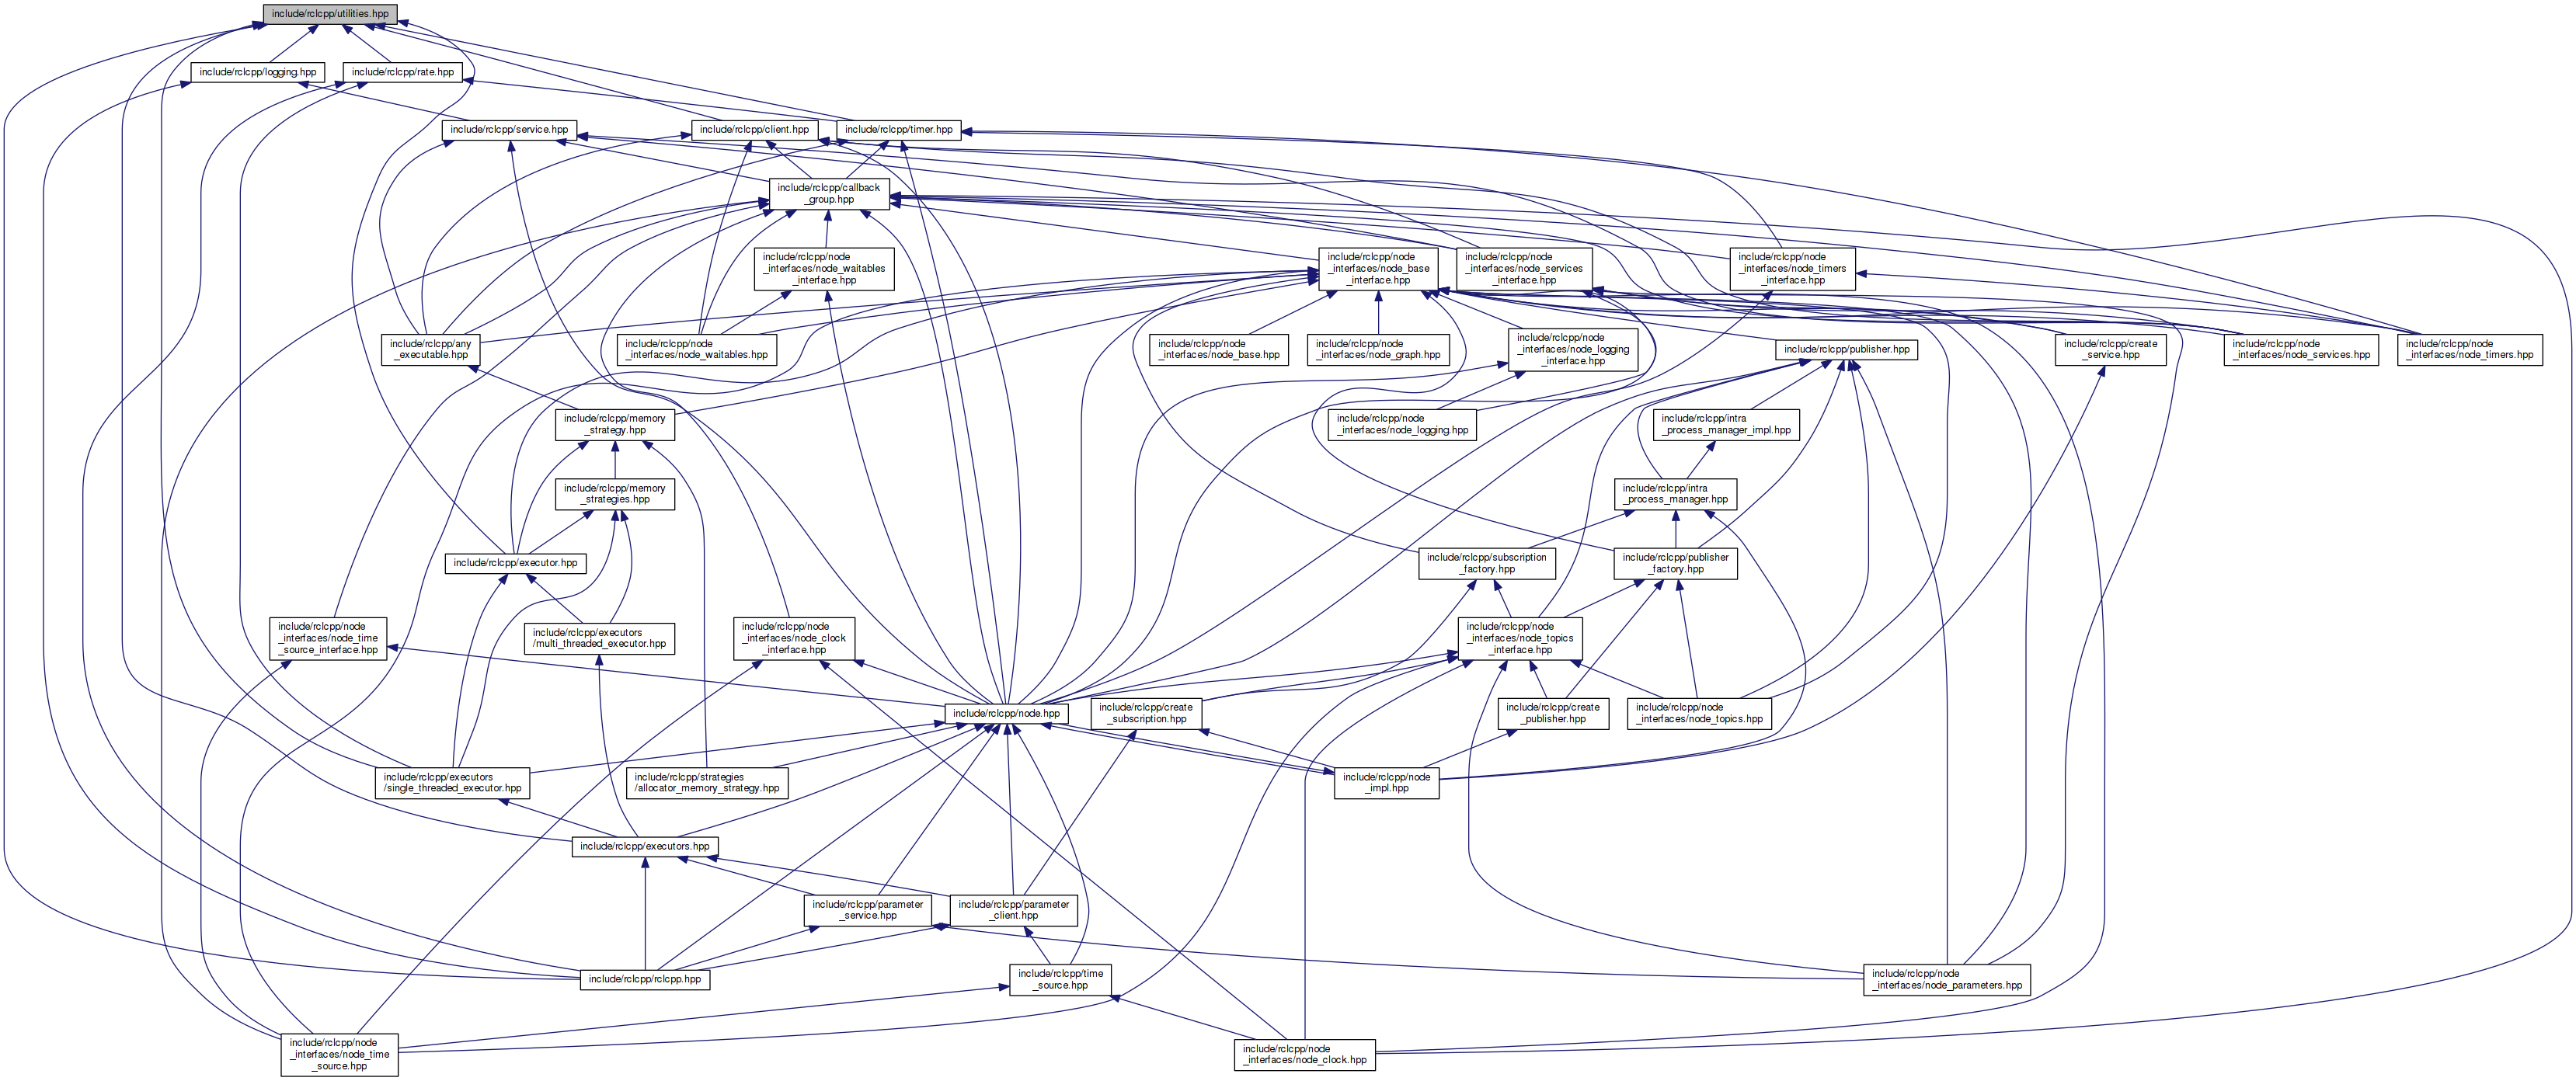 include/rclcpp/utilities.hpp
include/rclcpp/logging.hpp
include/rclcpp/rate.hpp
include/rclcpp/service.hpp
include/rclcpp/client.hpp
include/rclcpp/timer.hpp
include/rclcpp/callback
_group.hpp
include/rclcpp/node
_interfaces/node_waitables
_interface.hpp
include/rclcpp/node
_interfaces/node_base
_interface.hpp
include/rclcpp/node
_interfaces/node_services
_interface.hpp
include/rclcpp/node
_interfaces/node_timers
_interface.hpp
include/rclcpp/any
_executable.hpp
include/rclcpp/node
_interfaces/node_waitables.hpp
include/rclcpp/node
_interfaces/node_base.hpp
include/rclcpp/node
_interfaces/node_graph.hpp
include/rclcpp/node
_interfaces/node_logging
_interface.hpp
include/rclcpp/publisher.hpp
include/rclcpp/create
_service.hpp
include/rclcpp/node
_interfaces/node_services.hpp
include/rclcpp/node
_interfaces/node_timers.hpp
include/rclcpp/memory
_strategy.hpp
include/rclcpp/node
_interfaces/node_logging.hpp
include/rclcpp/intra
_process_manager_impl.hpp
include/rclcpp/memory
_strategies.hpp
include/rclcpp/intra
_process_manager.hpp
include/rclcpp/executor.hpp
include/rclcpp/subscription
_factory.hpp
include/rclcpp/publisher
_factory.hpp
include/rclcpp/node
_interfaces/node_time
_source_interface.hpp
include/rclcpp/executors
/multi_threaded_executor.hpp
include/rclcpp/node
_interfaces/node_clock
_interface.hpp
include/rclcpp/node
_interfaces/node_topics
_interface.hpp
include/rclcpp/node.hpp
include/rclcpp/create
_subscription.hpp
include/rclcpp/create
_publisher.hpp
include/rclcpp/node
_interfaces/node_topics.hpp
include/rclcpp/executors
/single_threaded_executor.hpp
include/rclcpp/strategies
/allocator_memory_strategy.hpp
include/rclcpp/node
_impl.hpp
include/rclcpp/executors.hpp
include/rclcpp/parameter
_service.hpp
include/rclcpp/parameter
_client.hpp
include/rclcpp/rclcpp.hpp
include/rclcpp/time
_source.hpp
include/rclcpp/node
_interfaces/node_parameters.hpp
include/rclcpp/node
_interfaces/node_time
_source.hpp
include/rclcpp/node
_interfaces/node_clock.hpp